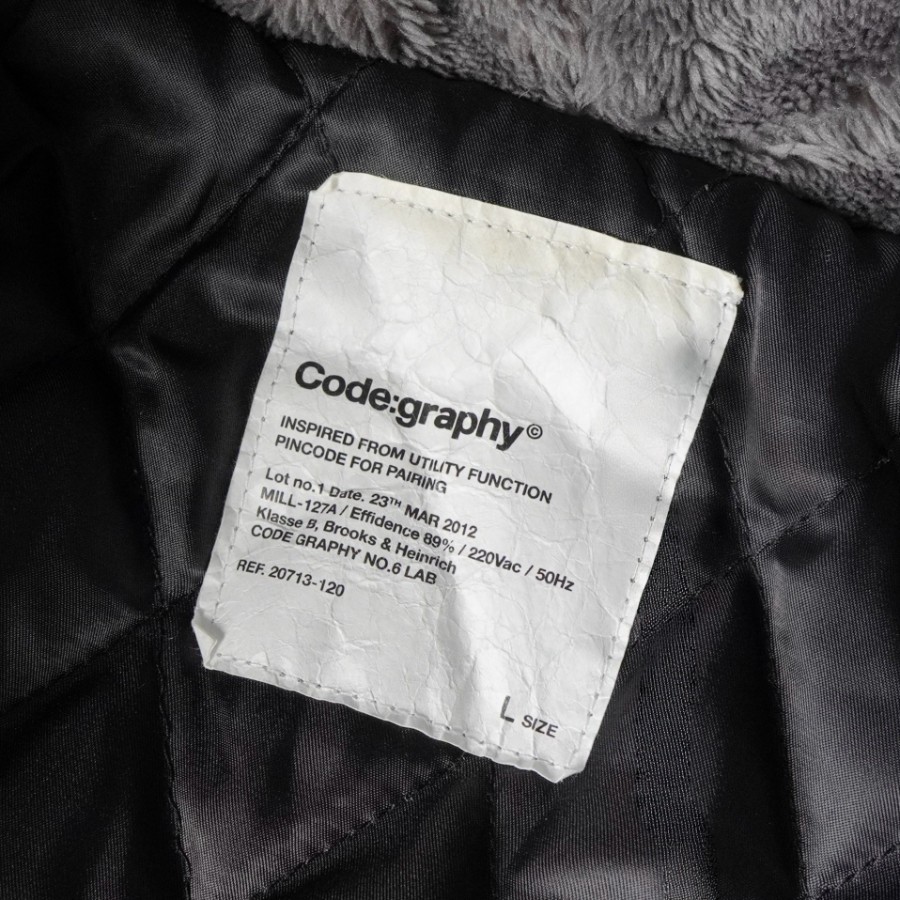 Code:graphy©
INSPIRED FROM UTILITY FUNCTION
PINCODE FOR PAIRING
Lot no.1 Date. 23TH MAR 2012
MILL-127A / Effidence 89% / 220Vac / 50Hz
Klasse B, Brooks & Heinrich
CODE GRAPHY NO.6 LAB
REF. 20713-120
L SIZE